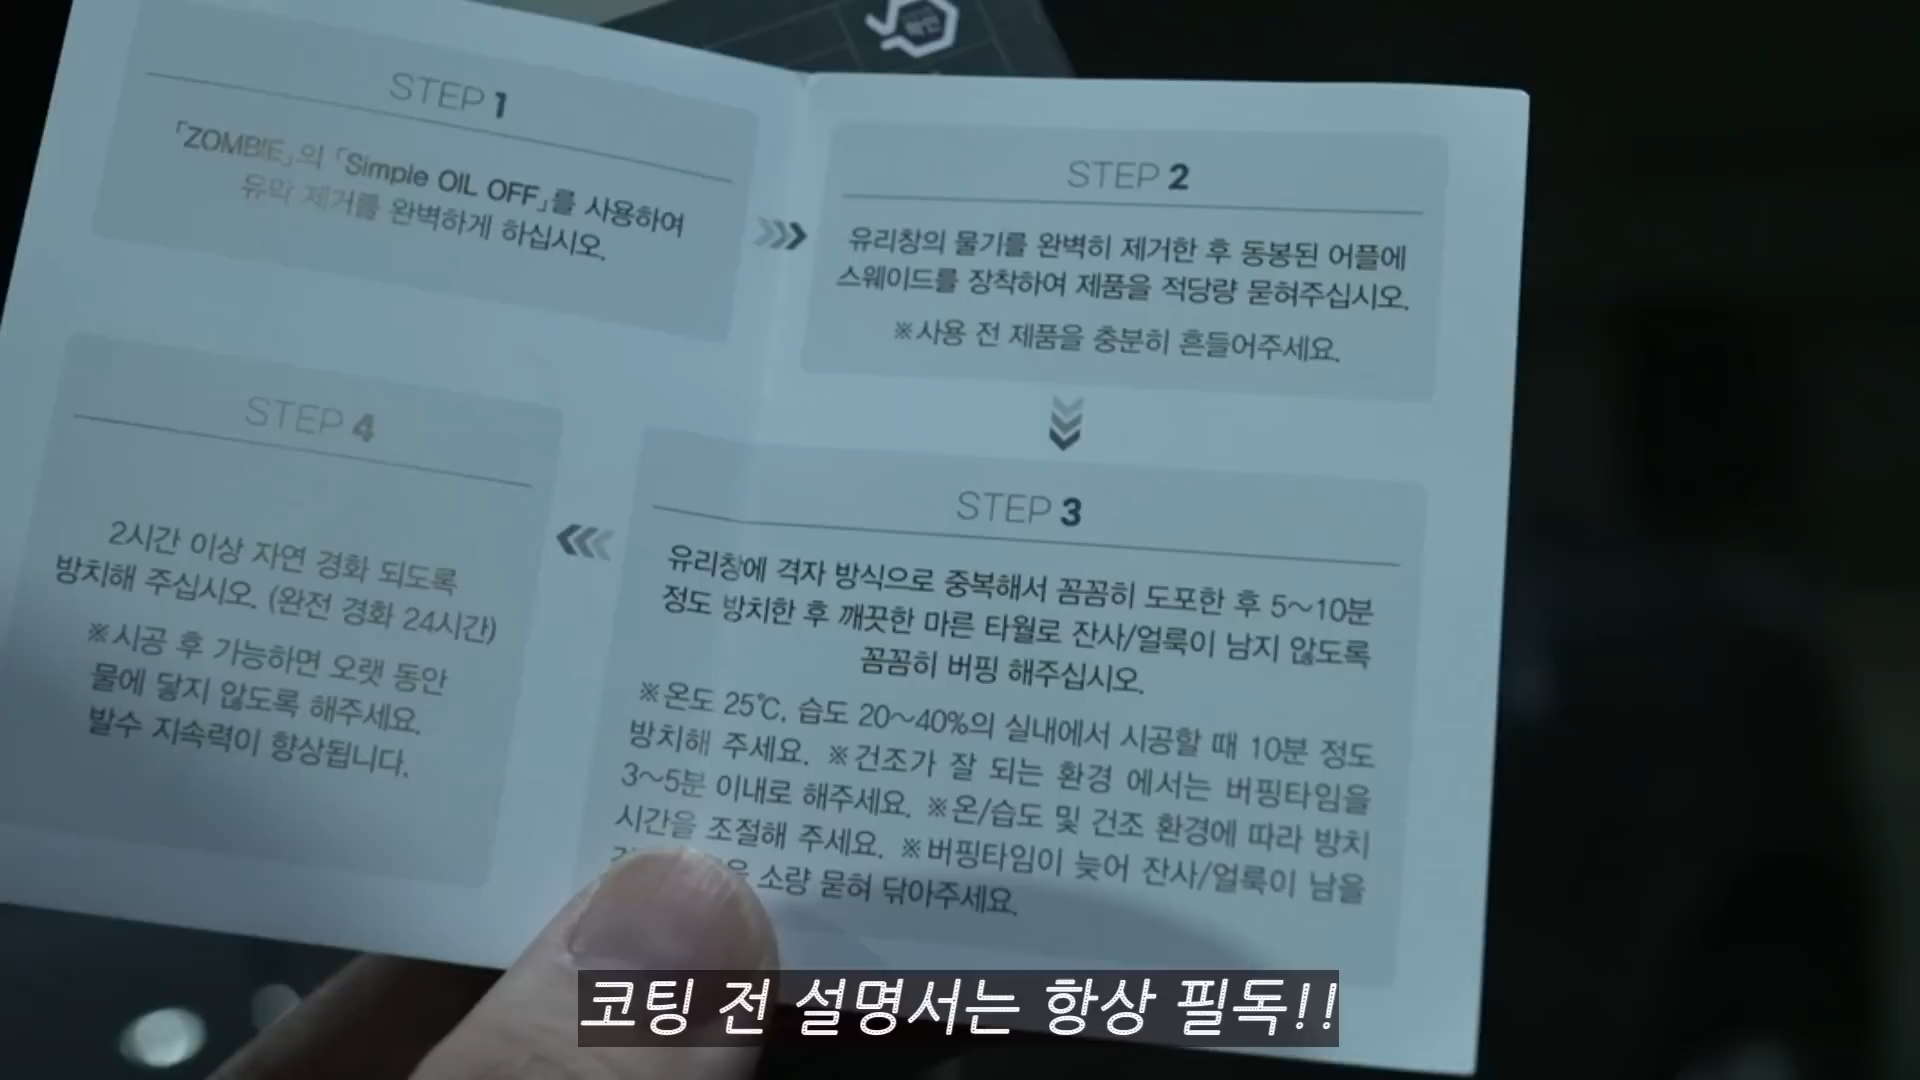 STEP 1
「ZOMBIE」의 「Simple OIL OFF」를 사용하여
유막 제거를 완벽하게 하십시오.
STEP 2
유리창의 물기를 완벽히 제거한 후 동봉된 어플에
스웨이드를 장착하여 제품을 적당량 묻혀주십시오.
※사용 전 제품을 충분히 흔들어주세요.
STEP 3
유리창에 격자 방식으로 중복해서 꼼꼼히 도포한 후 5~10분
정도 방치한 후 깨끗한 마른 타월로 잔사/얼룩이 남지 않도록
꼼꼼히 버핑 해주십시오.
※온도 25℃, 습도 20~40%의 실내에서 시공할 때 10분 정도
방치해 주세요. ※건조가 잘 되는 환경 에서는 버핑타임을
3~5분 이내로 해주세요. ※온/습도 및 건조 환경에 따라 방치
시간을 조절해 주세요. ※버핑타임이 늦어 잔사/얼룩이 남을
소량 묻혀 닦아주세요.
STEP 4
2시간 이상 자연 경화 되도록
방치해 주십시오. (완전 경화 24시간)
※시공 후 가능하면 오랫 동안
물에 닿지 않도록 해주세요.
발수 지속력이 향상됩니다.
코팅 전 설명서는 항상 필독!!